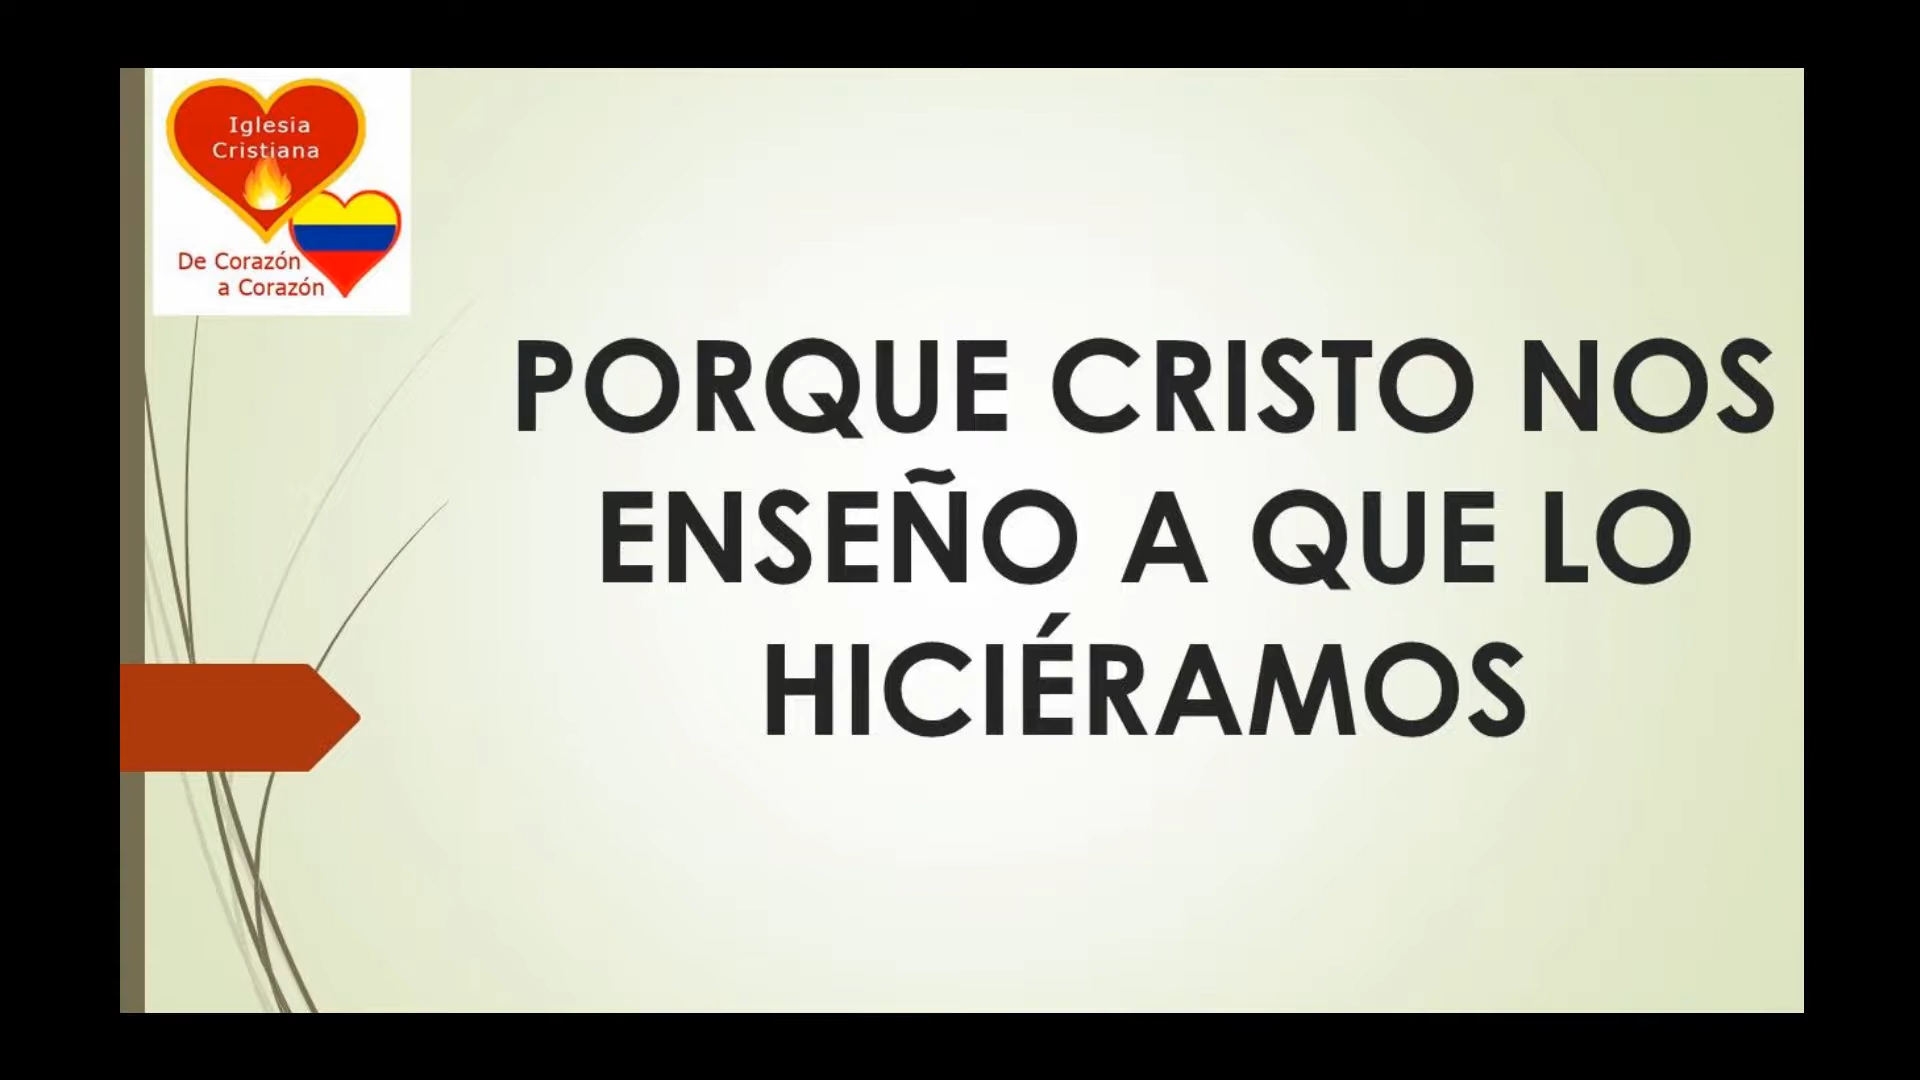 Iglesia
Cristiana
De Corazón
a Corazón
PORQUE CRISTO NOS
ENSEÑO A QUE LO
HICIÉRAMOS